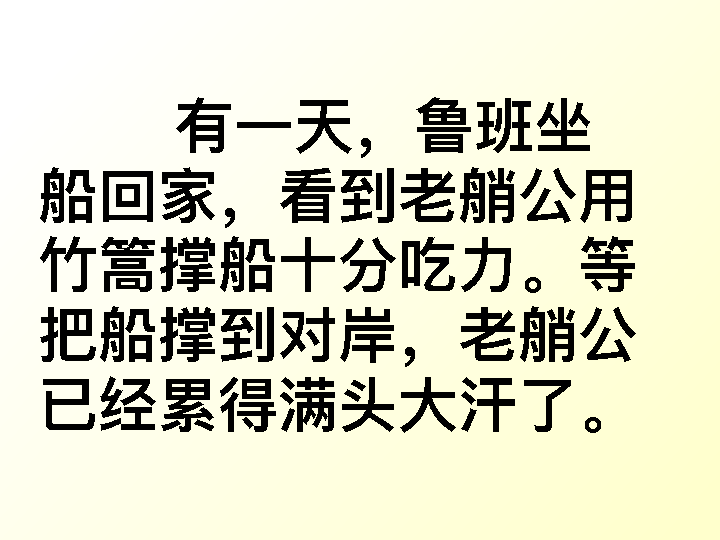 有一天，鲁班坐
船回家，看到老艄公用
竹篙撑船十分吃力。等
把船撑到对岸，老艄公
已经累得满头大汗了。